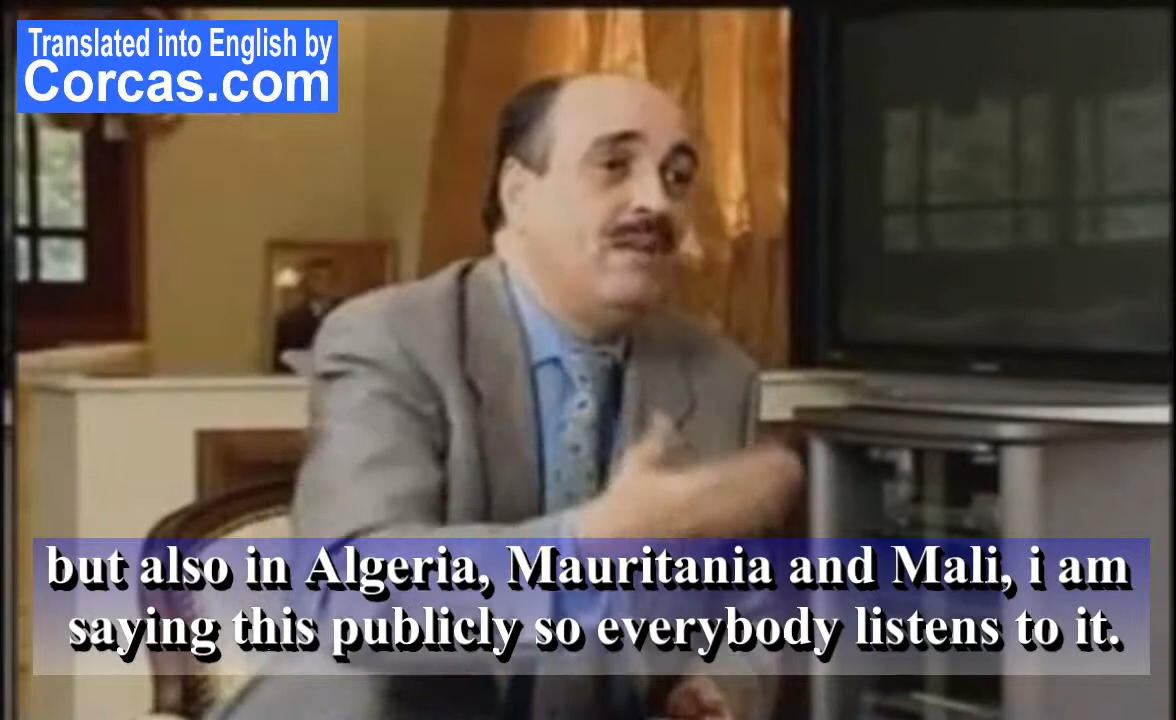 Translated into English by
Corcas.com
but also in Algeria, Mauritania and Mali, i am
saying this publicly so everybody listens to it.